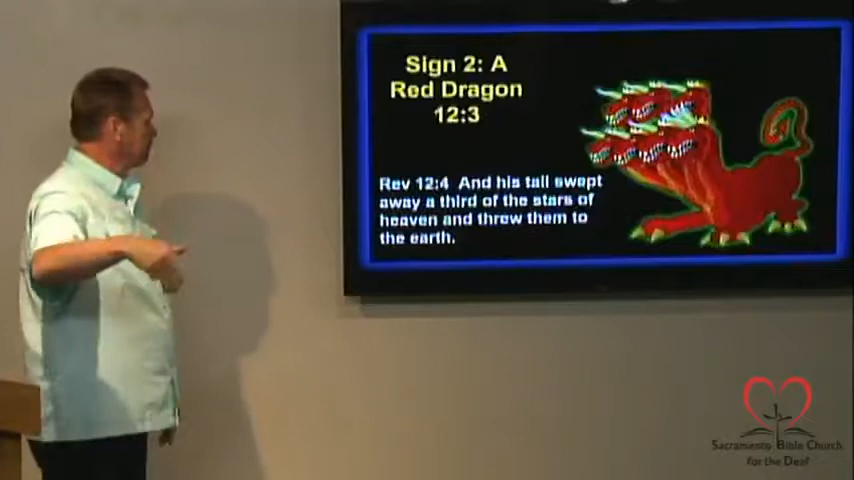 Sign 2: A
Red Dragon
12:3
Rev 12:4 And his tail swept
away a third of the stars of
heaven and threw them to
the earth.
Sacramento Bible Church
for the Deaf